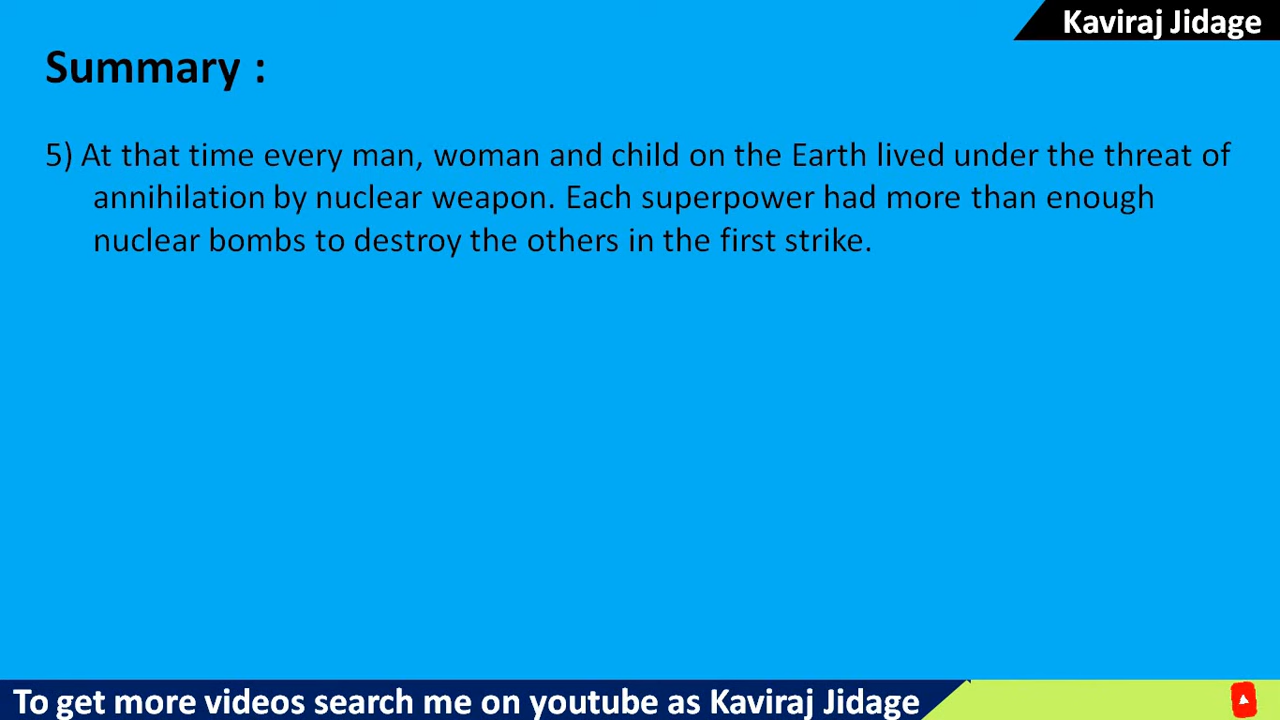 Kaviraj Jidage
Summary :
5) At that time every man, woman and child on the Earth lived under the threat of
annihilation by nuclear weapon. Each superpower had more than enough
nuclear bombs to destroy the others in the first strike.
To get more videos search me on youtube as Kaviraj Jidage